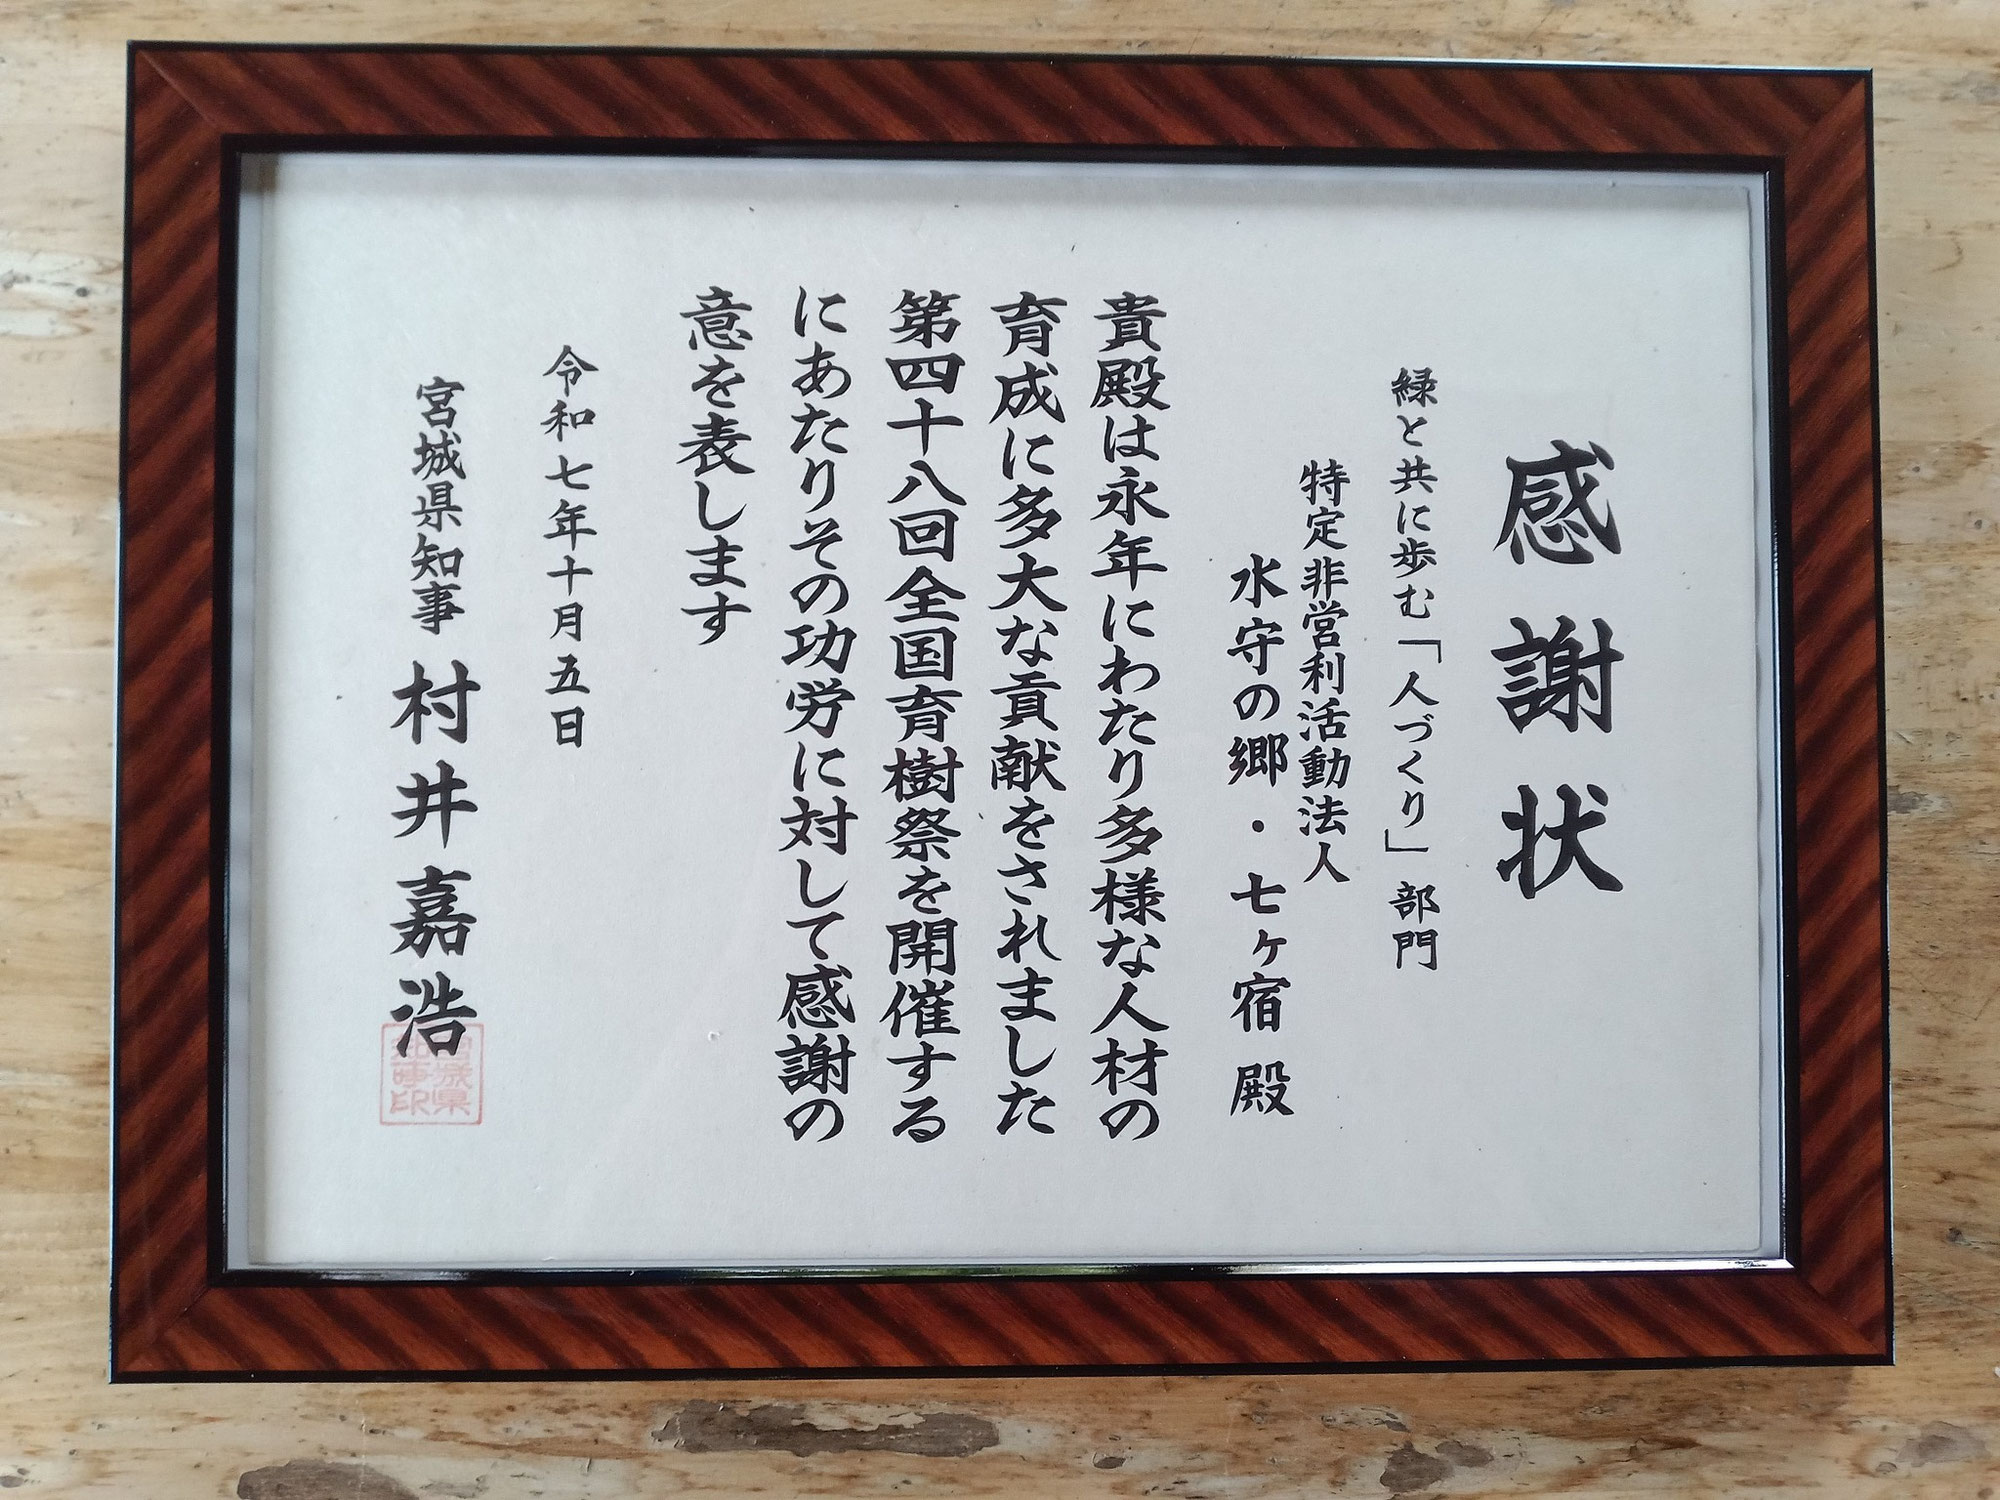 感謝状
緑と共に歩む「人づくり」部門
特定非営利活動法人
水守の郷・七ヶ宿 殿
貴殿は永年にわたり多様な人材の
育成に多大な貢献をされました
第四十八回全国育樹祭を開催する
にあたりその功労に対して感謝の
意を表します
令和七年十月五日
宮城県知事 村井嘉浩
宮城県
知事印